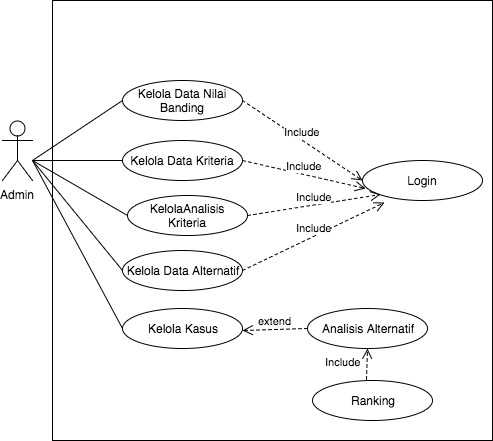 Kelola Data Nilai
Banding
Include
Kelola Data Kriteria
Include
Login
Admin
KelolaAnalisis
Kriteria
Include
Include
Kelola Data Alternatif
Kelola Kasus
extend
Analisis Alternatif
Include
Ranking